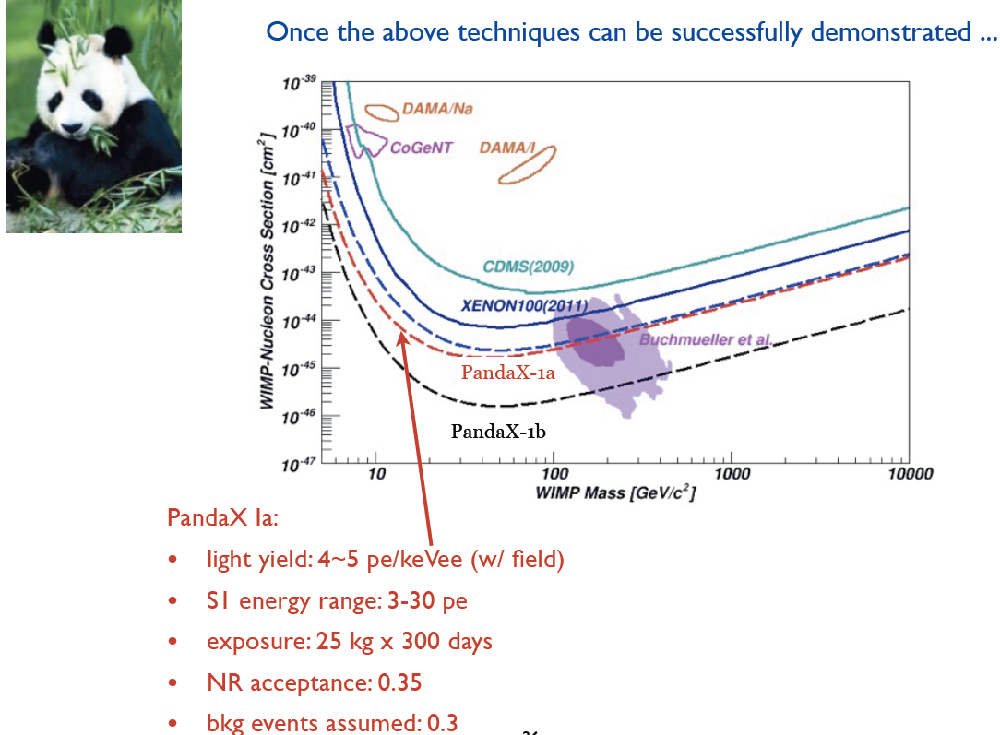 Once the above techniques can be successfully demonstrated ...
WIMP-Nucleon Cross Section [cm²]
10⁻³⁹
10⁻⁴⁰
10⁻⁴¹
10⁻⁴²
10⁻⁴³
10⁻⁴⁴
10⁻⁴⁵
10⁻⁴⁶
10⁻⁴⁷
DAMA/Na
CoGeNT
DAMA/I
CDMS(2009)
XENON100(2011)
Buchmueller et al.
PandaX-1a
PandaX-1b
10
100
1000
10000
WIMP Mass [GeV/c²]
PandaX Ia:
• light yield: 4~5 pe/keVee (w/ field)
• S1 energy range: 3-30 pe
• exposure: 25 kg x 300 days
• NR acceptance: 0.35
• bkg events assumed: 0.3